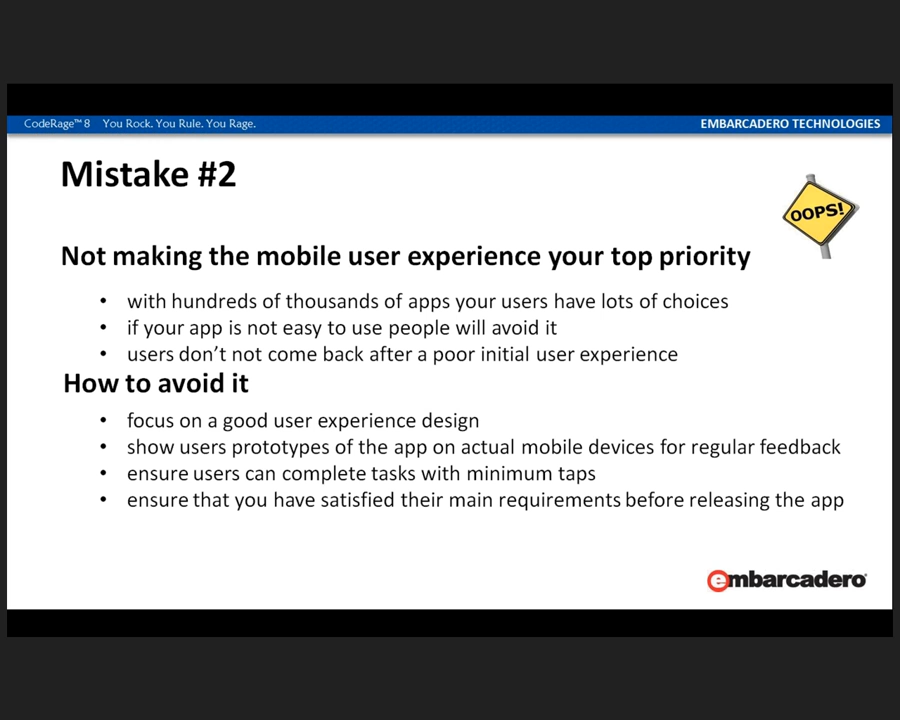 CodeRage™ 8 You Rock. You Rule. You Rage.
EMBARCADERO TECHNOLOGIES
Mistake #2
OOPS!
Not making the mobile user experience your top priority
• with hundreds of thousands of apps your users have lots of choices
• if your app is not easy to use people will avoid it
• users don’t not come back after a poor initial user experience
How to avoid it
• focus on a good user experience design
• show users prototypes of the app on actual mobile devices for regular feedback
• ensure users can complete tasks with minimum taps
• ensure that you have satisfied their main requirements before releasing the app
embarcadero